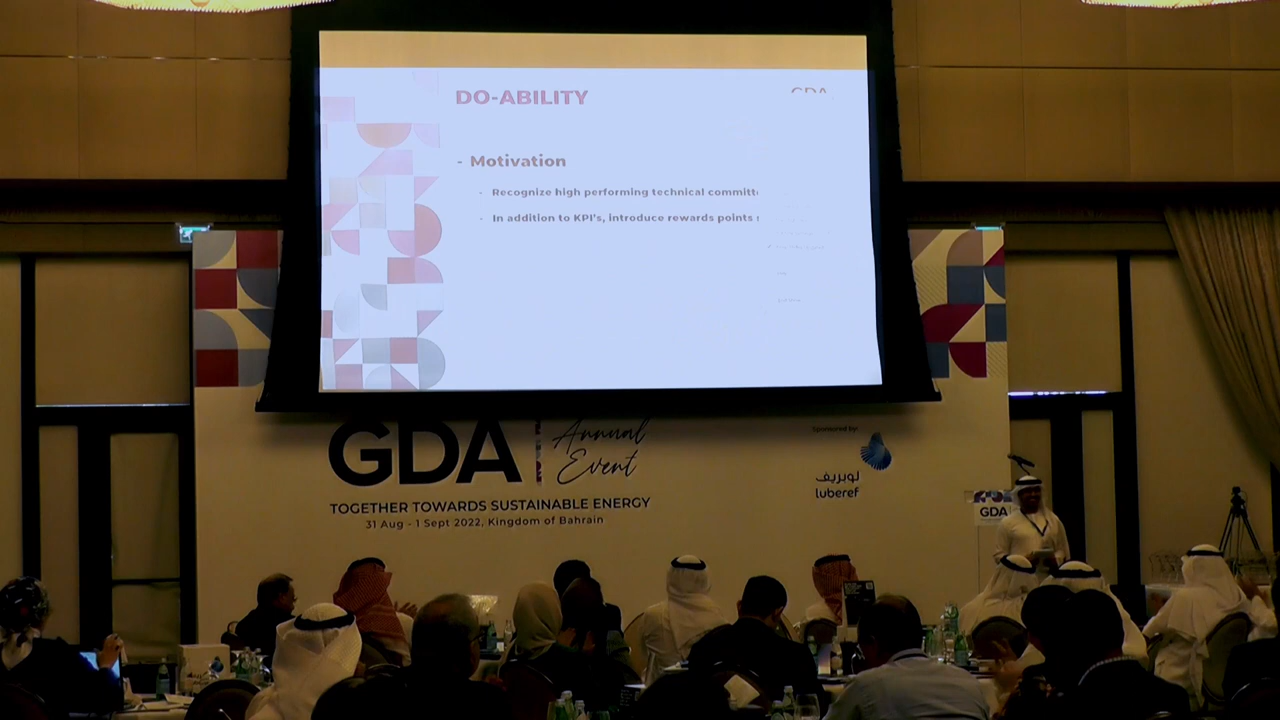 DO-ABILITY
GDA
- Motivation
- Recognize high performing technical
- In addition to KPI's, introduce rewards points
GDA
Annual
Event
TOGETHER TOWARDS SUSTAINABLE ENERGY
31 Aug - 1 Sept 2022, Kingdom of Bahrain
Sponsored by:
لوبريف
luberef
GDA